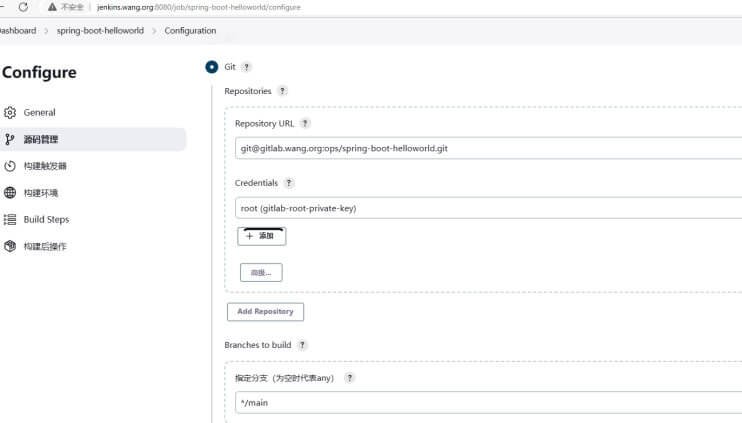 不安全 jenkins.wang.org:8080/job/spring-boot-helloworld/configure
Dashboard > spring-boot-helloworld > Configuration
Configure
General
源码管理
构建触发器
构建环境
Build Steps
构建后操作
Git ?
Repositories ?
Repository URL ?
git@gitlab.wang.org:ops/spring-boot-helloworld.git
Credentials ?
root (gitlab-root-private-key)
+ 添加
高级...
Add Repository
Branches to build ?
指定分支（为空时代表any） ?
*/main